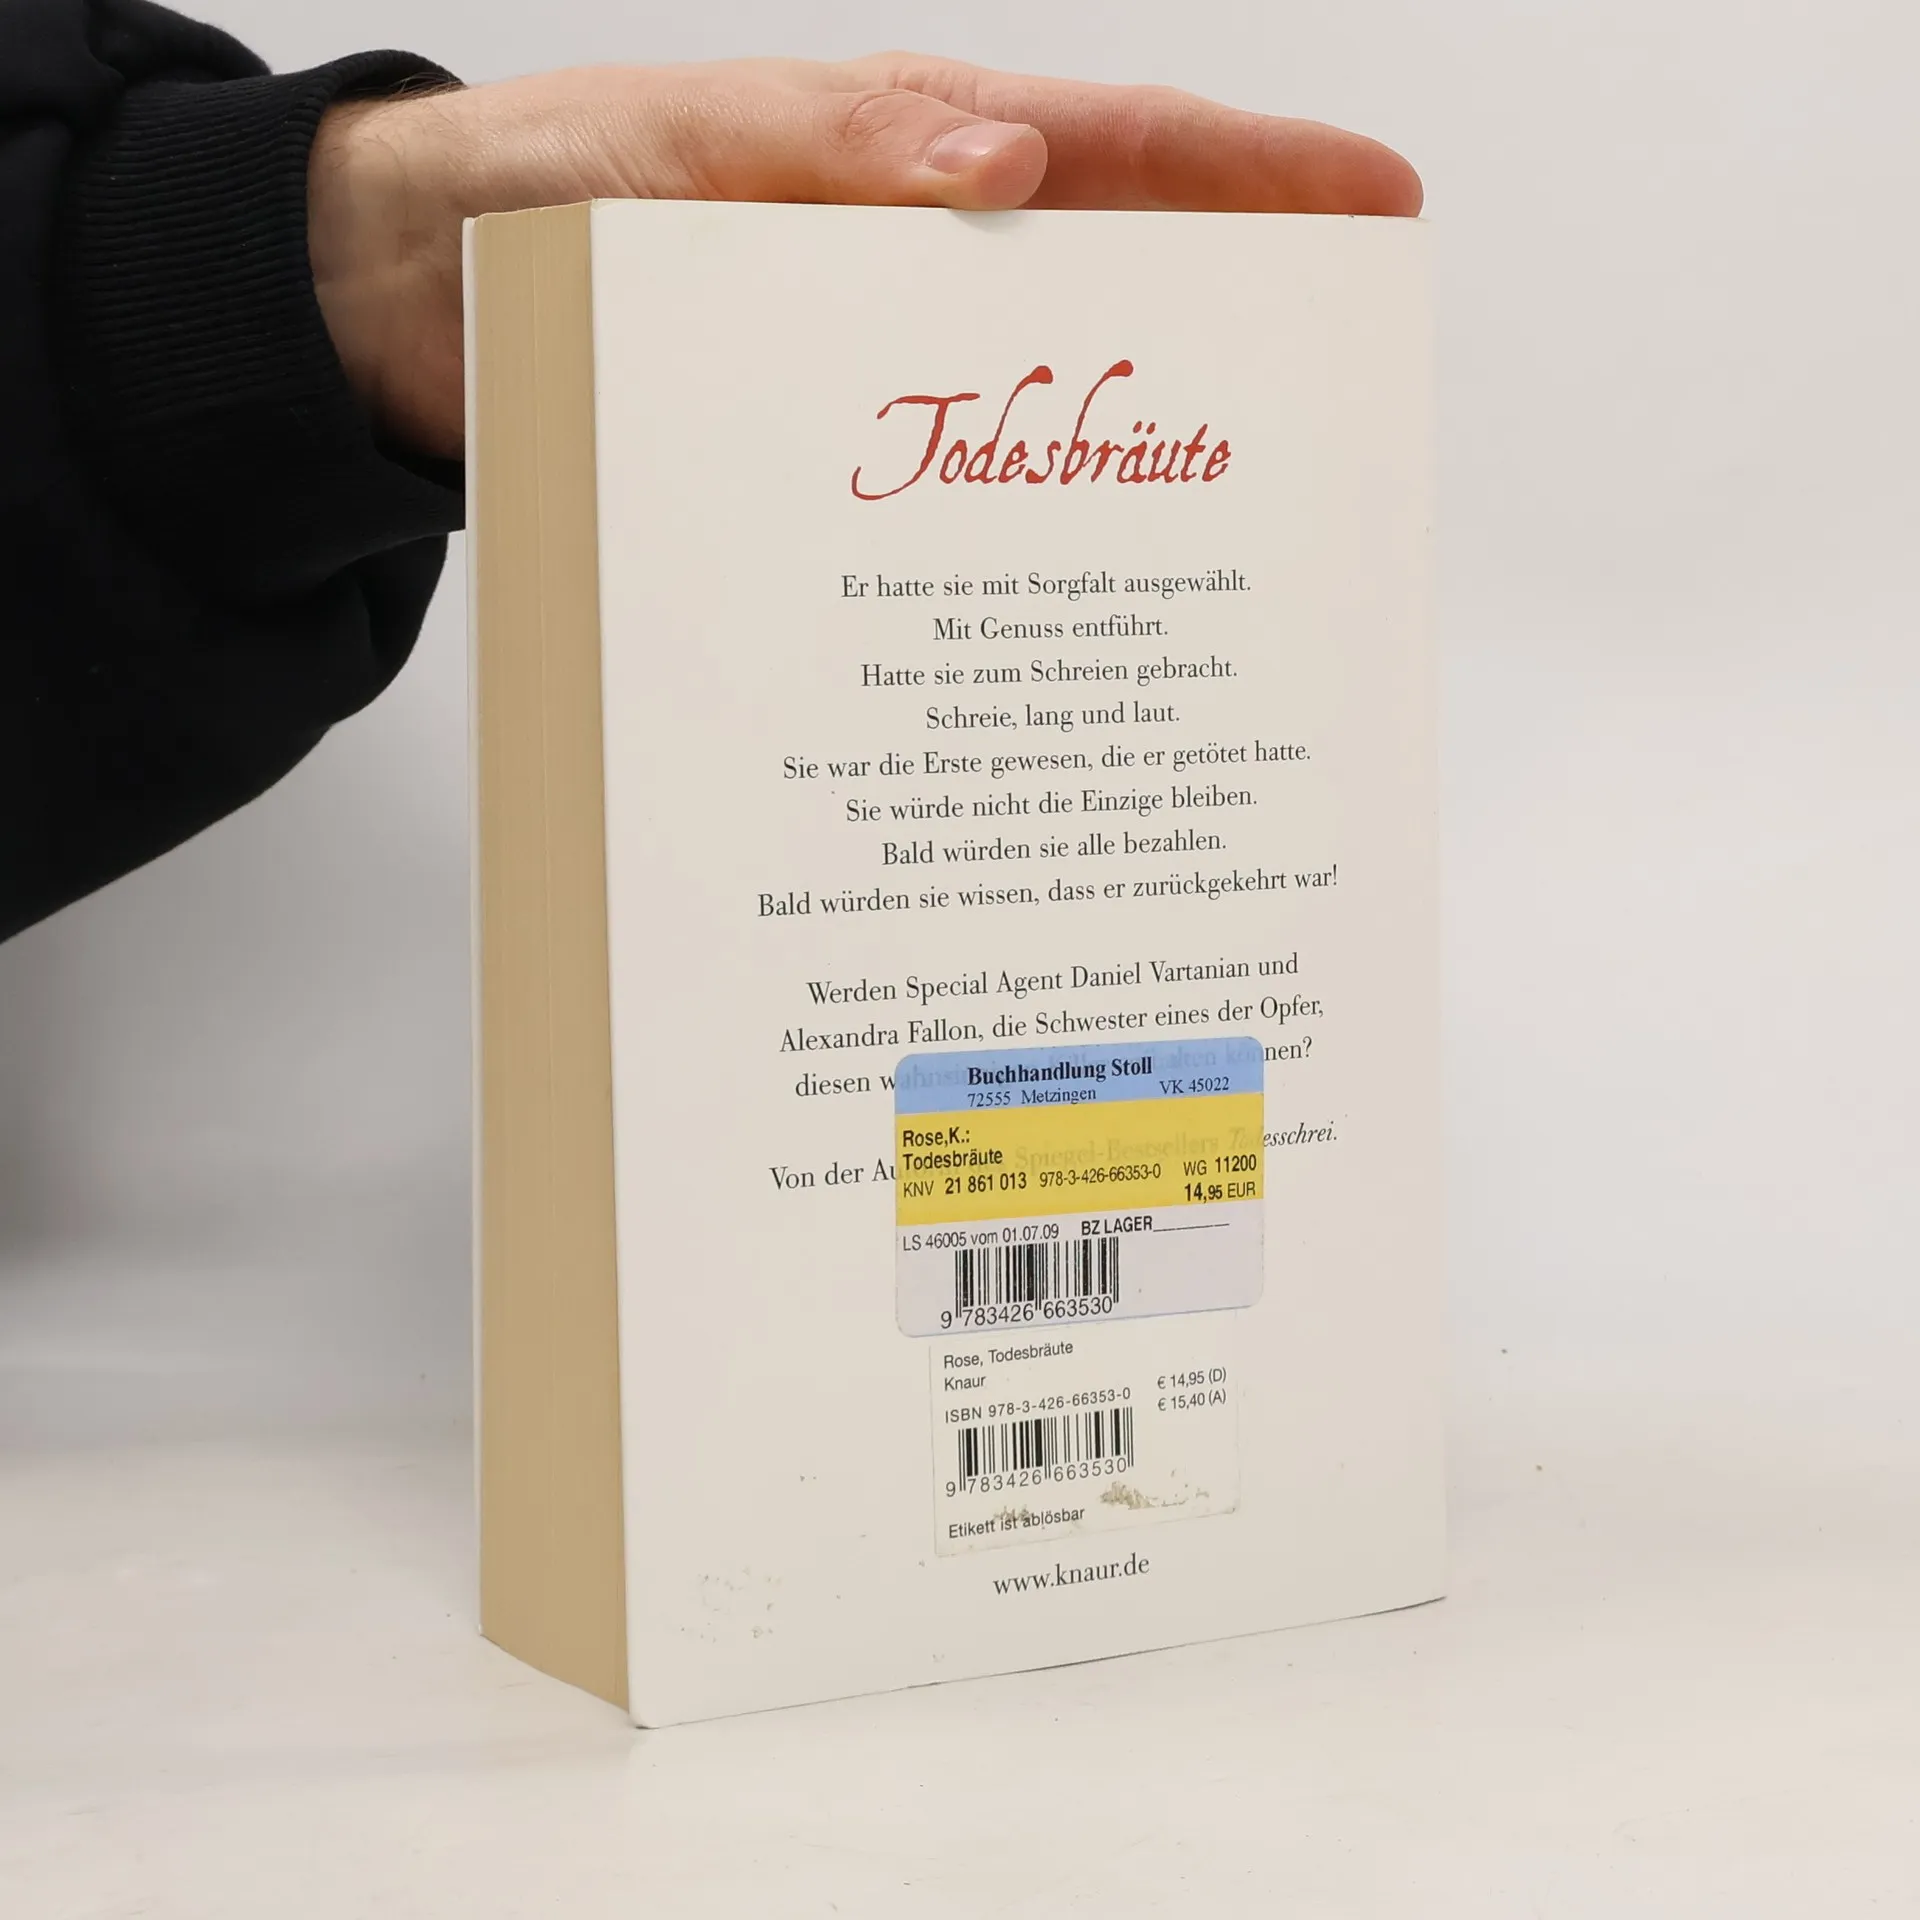 Todesbräute
Er hatte sie mit Sorgfalt ausgewählt.
Mit Genuss entführt.
Hatte sie zum Schreien gebracht.
Schreie, lang und laut.
Sie war die Erste gewesen, die er getötet hatte.
Sie würde nicht die Einzige bleiben.
Bald würden sie alle bezahlen.
Bald würden sie wissen, dass er zurückgekehrt war!
Werden Special Agent Daniel Vartanian und
Alexandra Fallon, die Schwester eines der Opfer,
diesen können?
Von der Autorin des Spiegel-Bestsellers Todesschrei.
Buchhandlung Stoll
72555 Metzingen VK 45022
Rose,K.:
Todesbräute
KNV 21 861 013 978-3-426-66353-0 WG 11200
14,95 EUR
LS 46005 vom 01.07.09 BZ LAGER
9 783426 663530
Rose, Todesbräute
Knaur
€ 14,95 (D)
ISBN 978-3-426-66353-0
€ 15,40 (A)
9 783426 663530
Etikett ist ablösbar
www.knaur.de